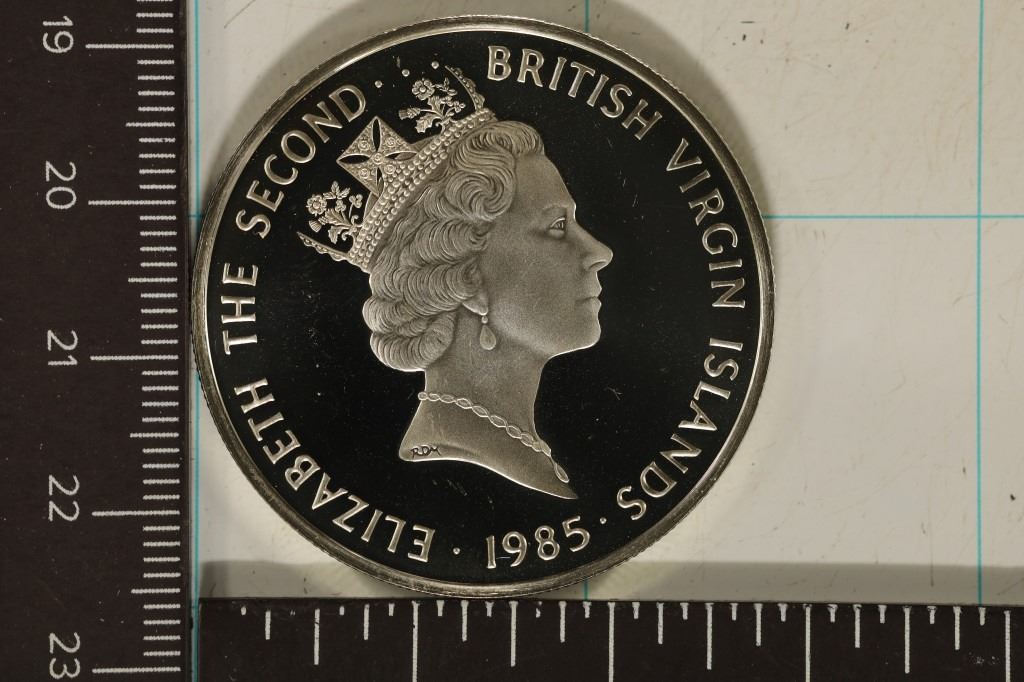 ELIZABETH THE SECOND · BRITISH VIRGIN ISLANDS · 1985 ·
RDM
19
20
21
22
23